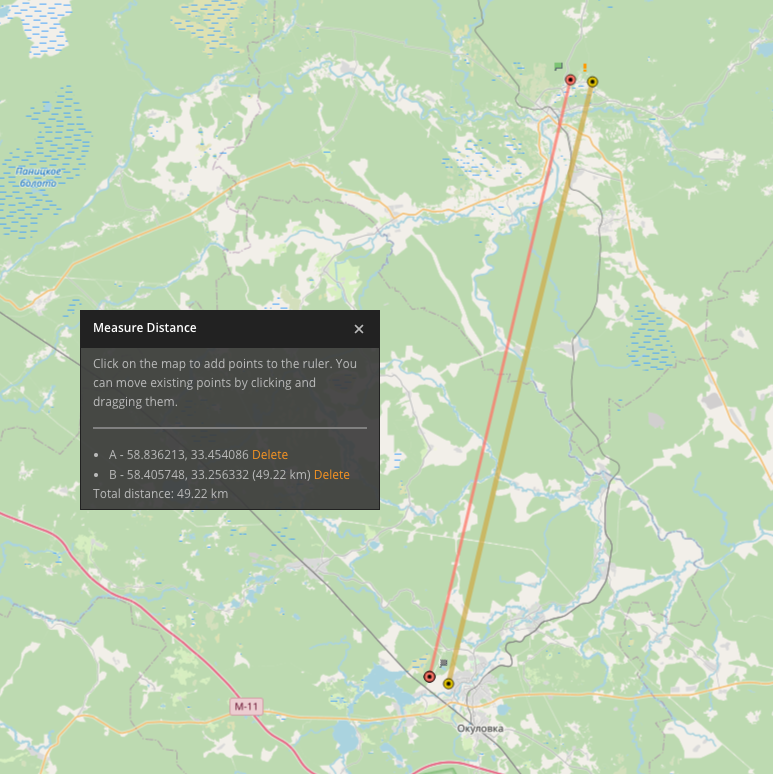 Паницкое
болото
Measure Distance
Click on the map to add points to the ruler. You
can move existing points by clicking and
dragging them.
A - 58.836213, 33.454086 Delete
B - 58.405748, 33.256332 (49.22 km) Delete
Total distance: 49.22 km
М-11
Окуловка